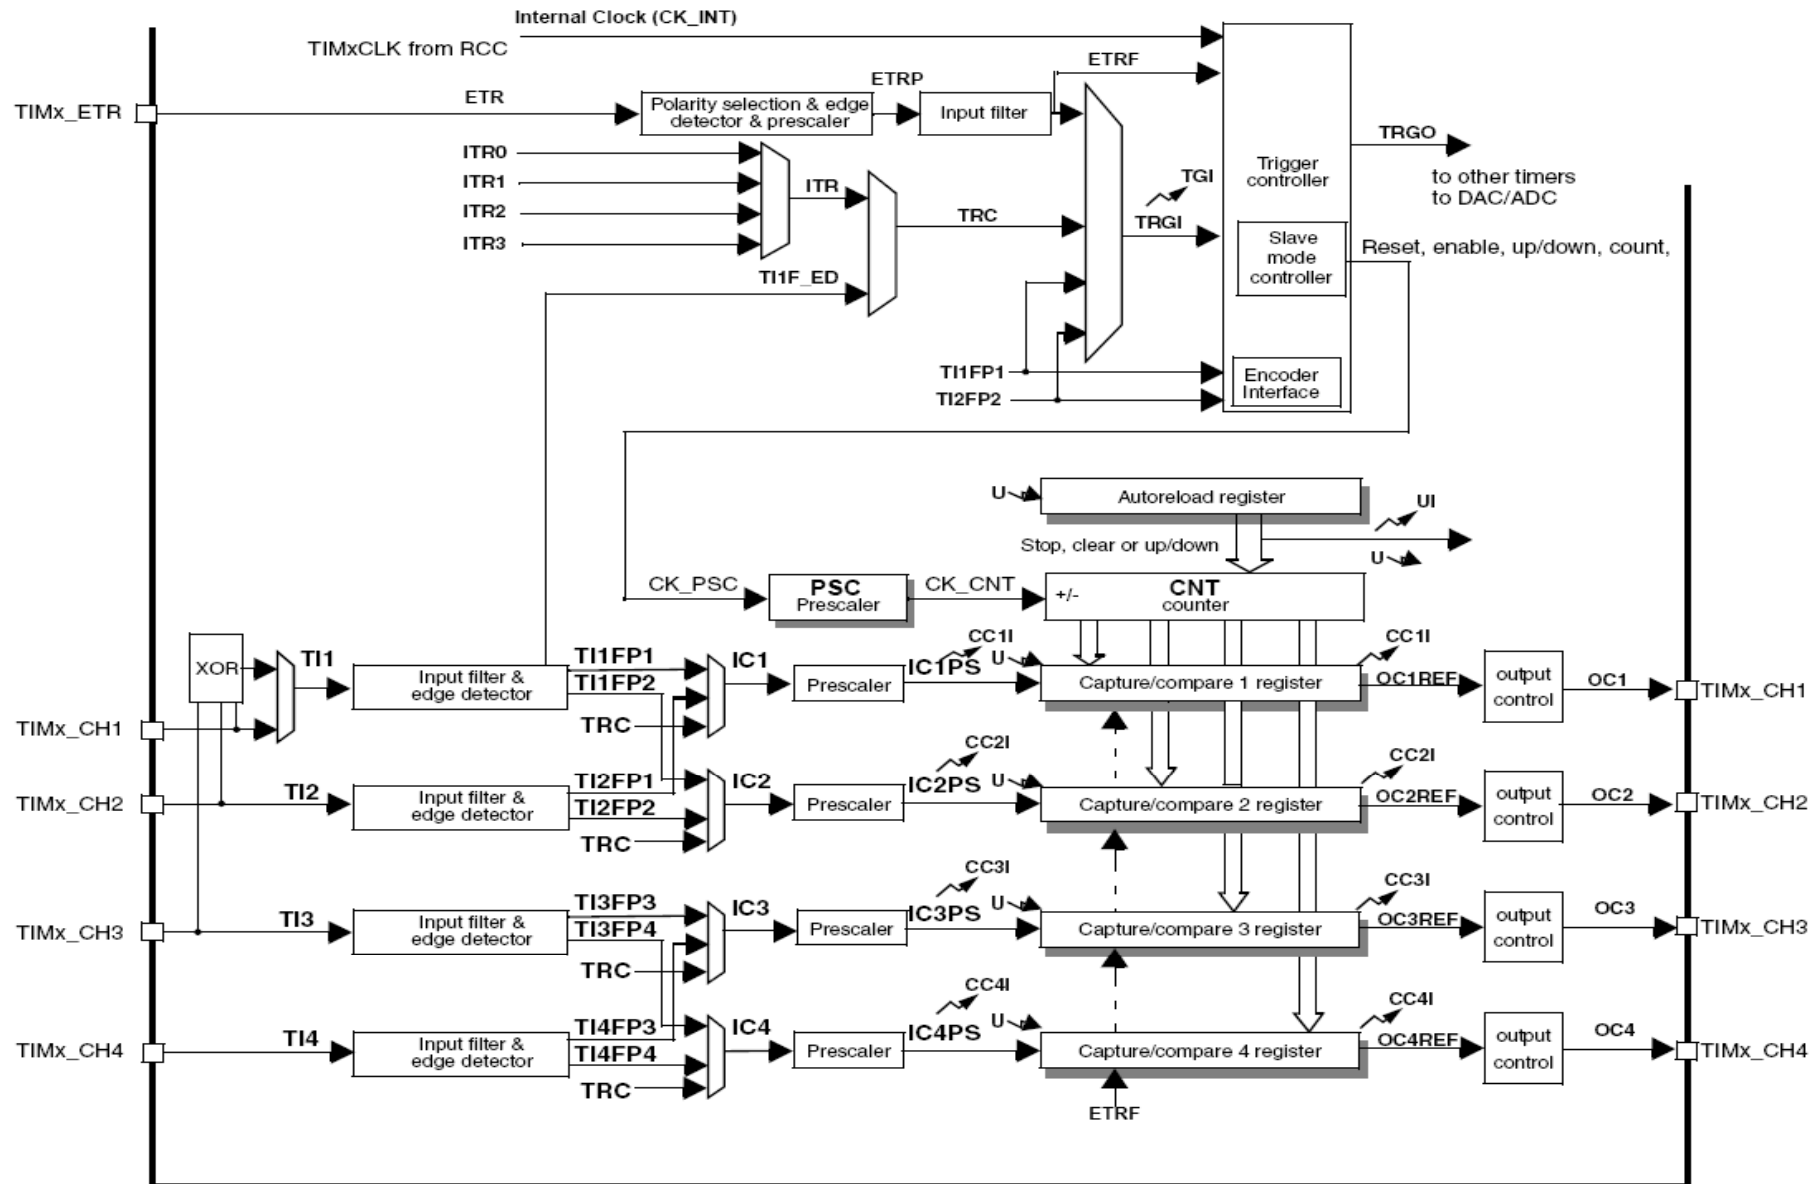 Internal Clock (CK_INT)
TIMxCLK from RCC
ETRF
ETRP
ETR
TIMx_ETR
Polarity selection & edge
detector & prescaler
Input filter
TRGO
ITR0
ITR1
ITR2
ITR3
ITR
TRC
TGI
TRGI
Trigger
controller
to other timers
to DAC/ADC
Slave
mode
controller
Reset, enable, up/down, count,
TI1F_ED
TI1FP1
TI2FP2
Encoder
Interface
U
Autoreload register
UI
Stop, clear or up/down
U
CK_PSC
PSC
Prescaler
CK_CNT
+/-
CNT
counter
XOR
TI1
Input filter &
edge detector
TI1FP1
TI1FP2
TRC
IC1
Prescaler
IC1PS
CC1I
U
Capture/compare 1 register
CC1I
OC1REF
output
control
OC1
TIMx_CH1
TIMx_CH1
TIMx_CH2
TI2
Input filter &
edge detector
TI2FP1
TI2FP2
TRC
IC2
Prescaler
IC2PS
CC2I
U
Capture/compare 2 register
CC2I
OC2REF
output
control
OC2
TIMx_CH2
TIMx_CH3
TI3
Input filter &
edge detector
TI3FP3
TI3FP4
TRC
IC3
Prescaler
IC3PS
CC3I
U
Capture/compare 3 register
CC3I
OC3REF
output
control
OC3
TIMx_CH3
TIMx_CH4
TI4
Input filter &
edge detector
TI4FP3
TI4FP4
TRC
IC4
Prescaler
IC4PS
CC4I
U
Capture/compare 4 register
CC4I
OC4REF
output
control
OC4
TIMx_CH4
ETRF